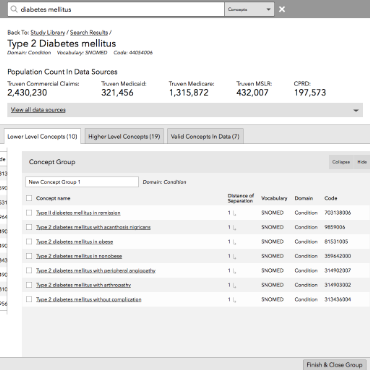 diabetes mellitus
Concepts
Back To: Study Library / Search Results /
Type 2 Diabetes mellitus
Domain: Condition Vocabulary: SNOMED Code: 44054006
Population Count In Data Sources
Truven Commercial Claims: Truven Medicaid: Truven Medicare: Truven MSLR: CPRD:
2,430,230 321,456 1,315,872 432,007 197,573
View all data sources
Lower Level Concepts (10) Higher Level Concepts (19) Valid Concepts In Data (7)
Concept Group Collapse Hide
New Concept Group 1 Domain: Condition
Concept name Distance of Separation Vocabulary Domain Code
Type II diabetes mellitus in remission 1 SNOMED Condition 703138006
Type 2 diabetes mellitus with acanthosis nigricans 1 SNOMED Condition 9859006
Type 2 diabetes mellitus in obese 1 SNOMED Condition 81531005
Type 2 diabetes mellitus in nonobese 1 SNOMED Condition 359642000
Type 2 diabetes mellitus with peripheral angiopathy 1 SNOMED Condition 314902007
Type 2 diabetes mellitus with arthropathy 1 SNOMED Condition 314903002
Type 2 diabetes mellitus without complication 1 SNOMED Condition 313436004
Finish & Close Group